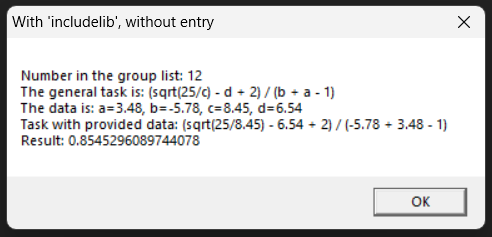 With 'includelib', without entry
Number in the group list: 12
The general task is: (sqrt(25/c) - d + 2) / (b + a - 1)
The data is: a=3.48, b=-5.78, c=8.45, d=6.54
Task with provided data: (sqrt(25/8.45) - 6.54 + 2) / (-5.78 + 3.48 - 1)
Result: 0.8545296089744078
OK